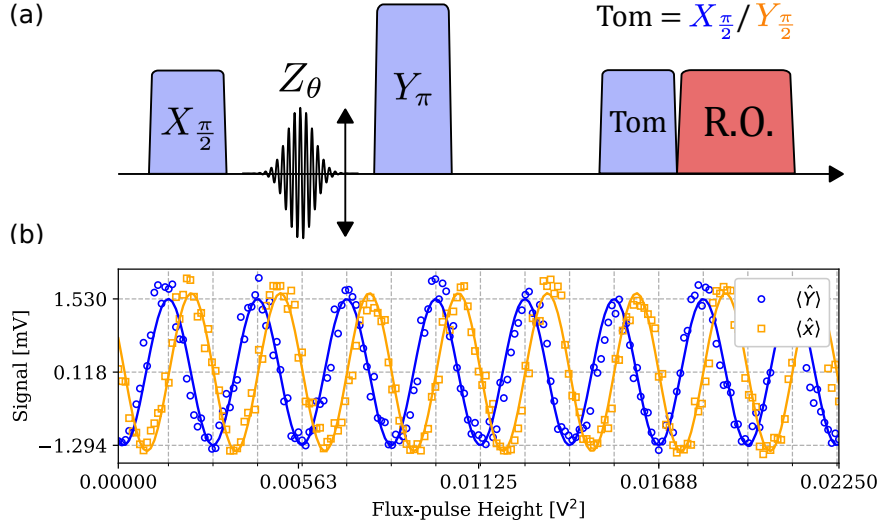 (a)
Tom = X π/2 / Y π/2
X π/2
Z θ
Y π
Tom
R.O.
(b)
Signal [mV]
1.530
0.118
−1.294
⟨Ŷ⟩
⟨x̂⟩
0.00000 0.00563 0.01125 0.01688 0.02250
Flux-pulse Height [V²]